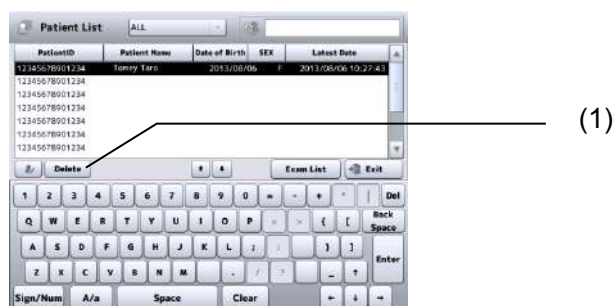 Patient List ALL
PatientID Patient Name Date of Birth SEX Latest Date
12345678901234 Tomey Taro 2013/08/06 F 2013/08/06 10:27:43
12345678901234
12345678901234
12345678901234
12345678901234
12345678901234
12345678901234
(1)
Delete Exam List Exit
1 2 3 4 5 6 7 8 9 0 = - + * | Del
Q W E R T Y U I O P < > { [ Back Space
A S D F G H J K L ; : } ] Enter
Z X C V B N M , . / ? _ ↑
Sign/Num A/a Space Clear ← ↓ →